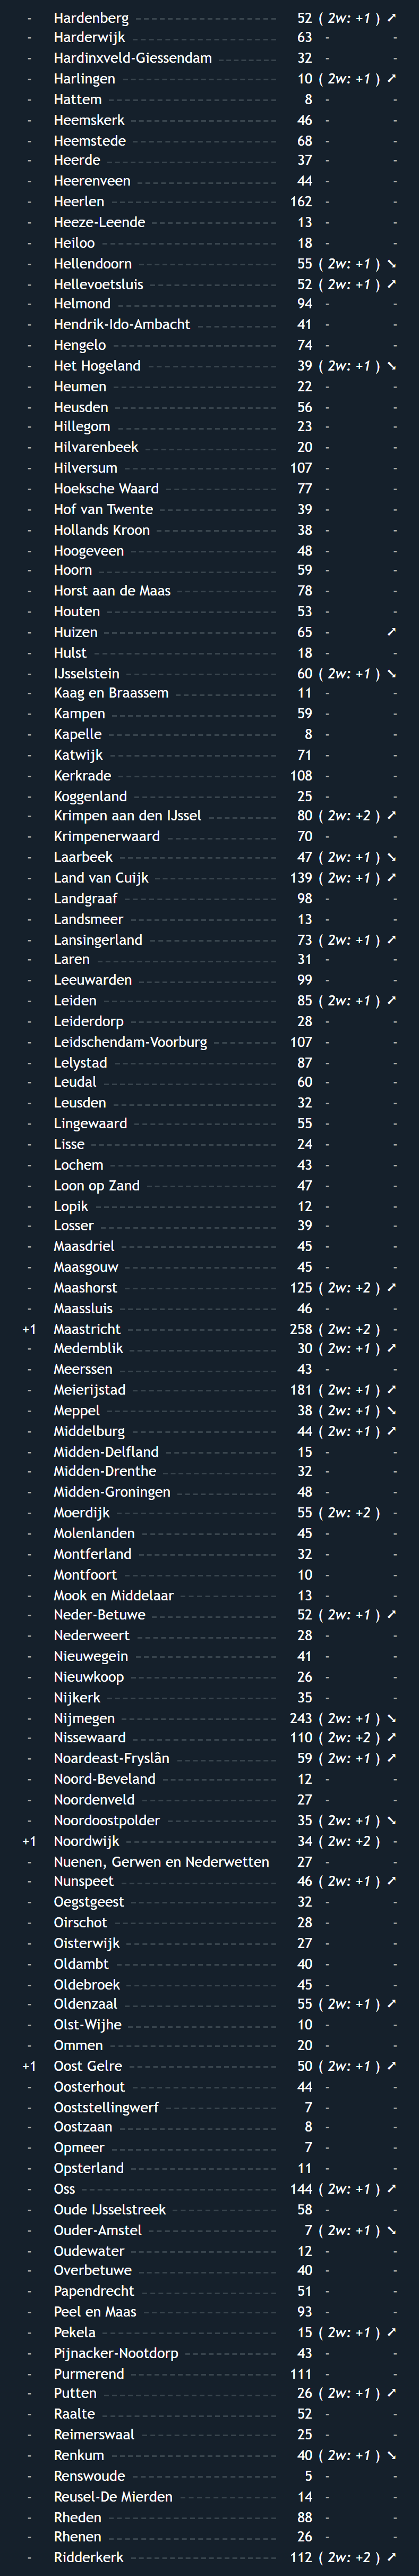 - Hardenberg 52 ( 2w: +1 ) ➚
- Harderwijk 63 - -
- Hardinxveld-Giessendam 32 - -
- Harlingen 10 ( 2w: +1 ) ➚
- Hattem 8 - -
- Heemskerk 46 - -
- Heemstede 68 - -
- Heerde 37 - -
- Heerenveen 44 - -
- Heerlen 162 - -
- Heeze-Leende 13 - -
- Heiloo 18 - -
- Hellendoorn 55 ( 2w: +1 ) ➘
- Hellevoetsluis 52 ( 2w: +1 ) ➚
- Helmond 94 - -
- Hendrik-Ido-Ambacht 41 - -
- Hengelo 74 - -
- Het Hogeland 39 ( 2w: +1 ) ➘
- Heumen 22 - -
- Heusden 56 - -
- Hillegom 23 - -
- Hilvarenbeek 20 - -
- Hilversum 107 - -
- Hoeksche Waard 77 - -
- Hof van Twente 39 - -
- Hollands Kroon 38 - -
- Hoogeveen 48 - -
- Hoorn 59 - -
- Horst aan de Maas 78 - -
- Houten 53 - -
- Huizen 65 - ➚
- Hulst 18 - -
- IJsselstein 60 ( 2w: +1 ) ➘
- Kaag en Braassem 11 - -
- Kampen 59 - -
- Kapelle 8 - -
- Katwijk 71 - -
- Kerkrade 108 - -
- Koggenland 25 - -
- Krimpen aan den IJssel 80 ( 2w: +2 ) ➚
- Krimpenerwaard 70 - -
- Laarbeek 47 ( 2w: +1 ) ➘
- Land van Cuijk 139 ( 2w: +1 ) ➚
- Landgraaf 98 - -
- Landsmeer 13 - -
- Lansingerland 73 ( 2w: +1 ) ➚
- Laren 31 - -
- Leeuwarden 99 - -
- Leiden 85 ( 2w: +1 ) ➚
- Leiderdorp 28 - -
- Leidschendam-Voorburg 107 - -
- Lelystad 87 - -
- Leudal 60 - -
- Leusden 32 - -
- Lingewaard 55 - -
- Lisse 24 - -
- Lochem 43 - -
- Loon op Zand 47 - -
- Lopik 12 - -
- Losser 39 - -
- Maasdriel 45 - -
- Maasgouw 45 - -
- Maashorst 125 ( 2w: +2 ) ➚
- Maassluis 46 - -
+1 Maastricht 258 ( 2w: +2 ) -
- Medemblik 30 ( 2w: +1 ) ➚
- Meerssen 43 - -
- Meierijstad 181 ( 2w: +1 ) ➚
- Meppel 38 ( 2w: +1 ) ➘
- Middelburg 44 ( 2w: +1 ) ➚
- Midden-Delfland 15 - -
- Midden-Drenthe 32 - -
- Midden-Groningen 48 - -
- Moerdijk 55 ( 2w: +2 ) -
- Molenlanden 45 - -
- Montferland 32 - -
- Montfoort 10 - -
- Mook en Middelaar 13 - -
- Neder-Betuwe 52 ( 2w: +1 ) ➚
- Nederweert 28 - -
- Nieuwegein 41 - -
- Nieuwkoop 26 - -
- Nijkerk 35 - -
- Nijmegen 243 ( 2w: +1 ) ➘
- Nissewaard 110 ( 2w: +2 ) ➚
- Noardeast-Fryslân 59 ( 2w: +1 ) ➚
- Noord-Beveland 12 - -
- Noordenveld 27 - -
- Noordoostpolder 35 ( 2w: +1 ) ➘
+1 Noordwijk 34 ( 2w: +2 ) -
- Nuenen, Gerwen en Nederwetten 27 - -
- Nunspeet 46 ( 2w: +1 ) ➚
- Oegstgeest 32 - -
- Oirschot 28 - -
- Oisterwijk 27 - -
- Oldambt 40 - -
- Oldebroek 45 - -
- Oldenzaal 55 ( 2w: +1 ) ➚
- Olst-Wijhe 10 - -
- Ommen 20 - -
+1 Oost Gelre 50 ( 2w: +1 ) ➚
- Oosterhout 44 - -
- Ooststellingwerf 7 - -
- Oostzaan 8 - -
- Opmeer 7 - -
- Opsterland 11 - -
- Oss 144 ( 2w: +1 ) ➚
- Oude IJsselstreek 58 - -
- Ouder-Amstel 7 ( 2w: +1 ) ➘
- Oudewater 12 - -
- Overbetuwe 40 - -
- Papendrecht 51 - -
- Peel en Maas 93 - -
- Pekela 15 ( 2w: +1 ) ➚
- Pijnacker-Nootdorp 43 - -
- Purmerend 111 - -
- Putten 26 ( 2w: +1 ) ➚
- Raalte 52 - -
- Reimerswaal 25 - -
- Renkum 40 ( 2w: +1 ) ➘
- Renswoude 5 - -
- Reusel-De Mierden 14 - -
- Rheden 88 - -
- Rhenen 26 - -
- Ridderkerk 112 ( 2w: +2 ) ➚